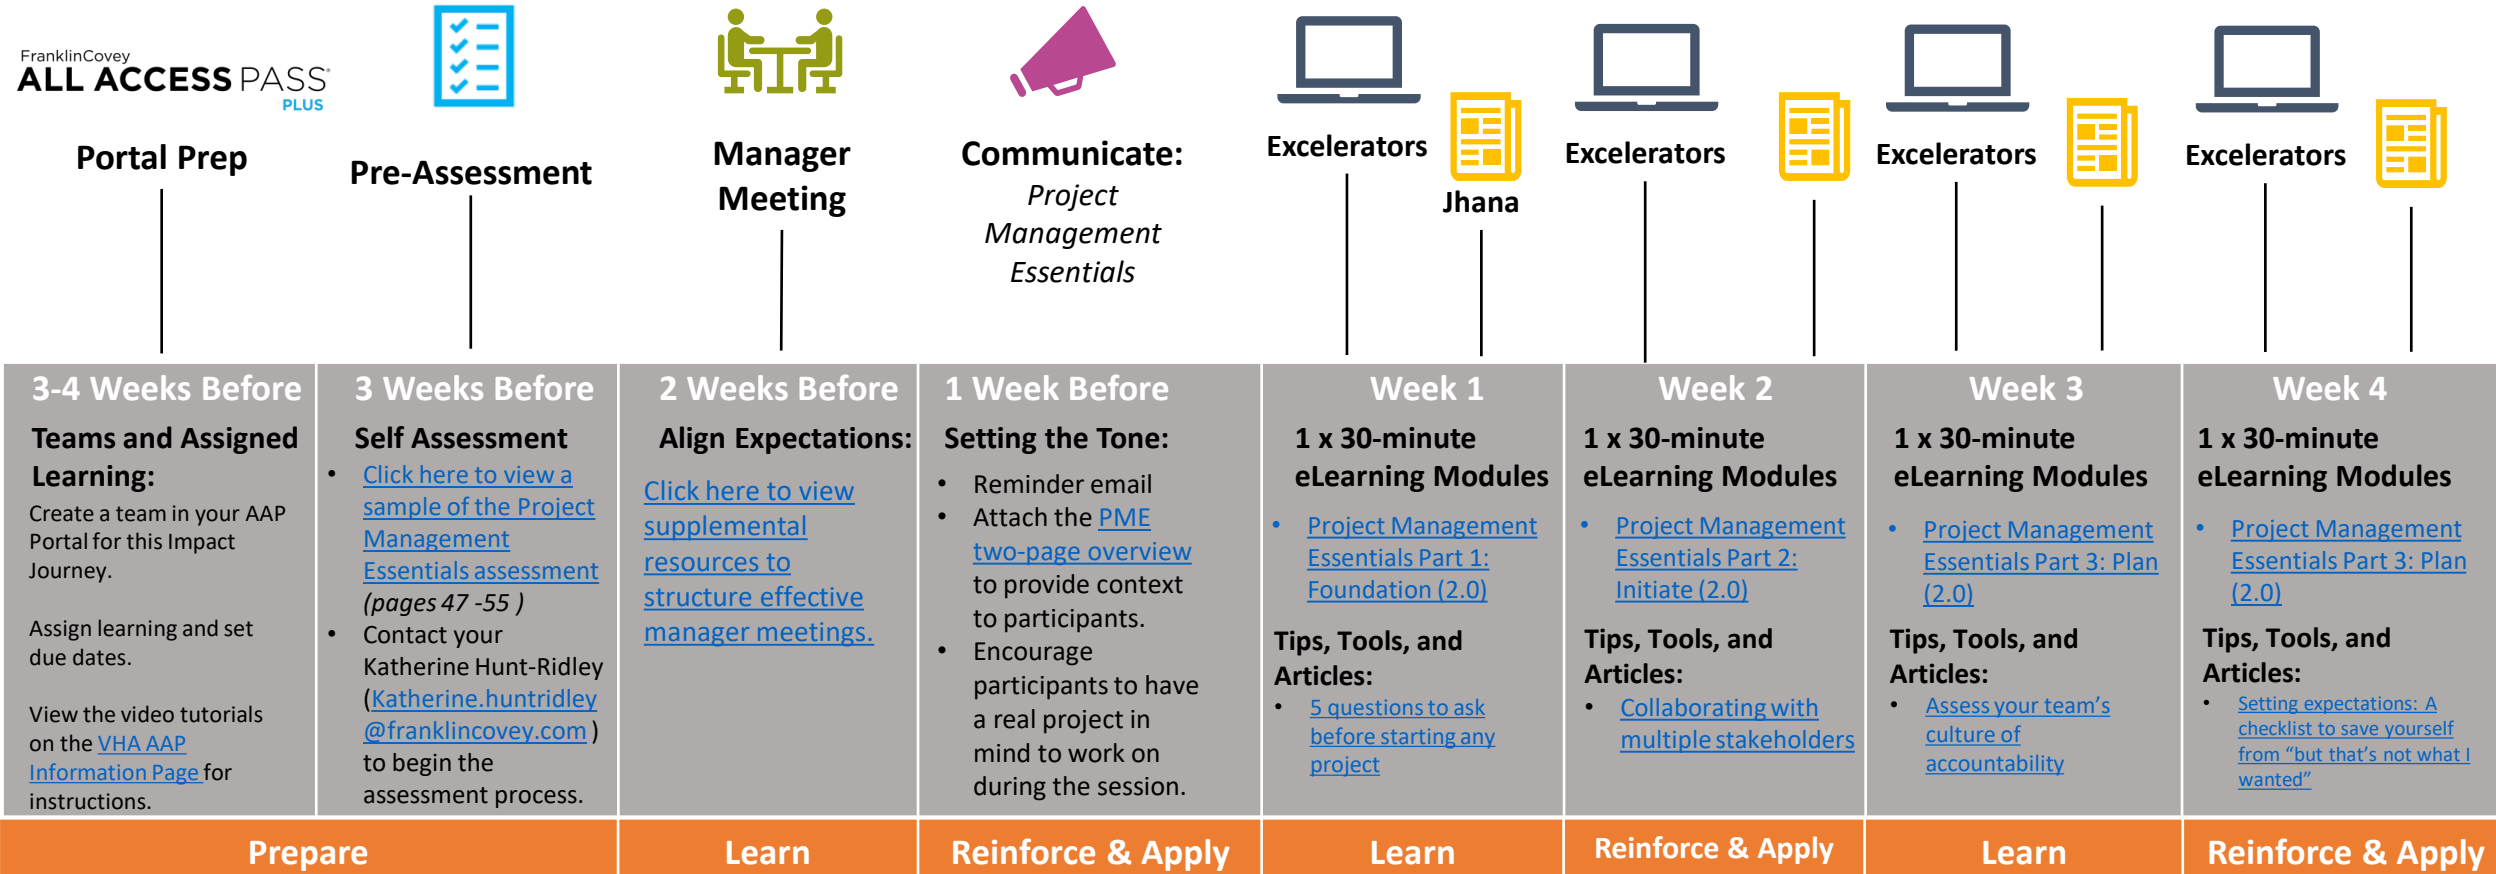 FranklinCovey
ALL ACCESS PASS®
PLUS
Portal Prep
Pre-Assessment
Manager
Meeting
Communicate:
Project
Management
Essentials
Excelerators
Jhana
Excelerators
Excelerators
Excelerators
3-4 Weeks Before
Teams and Assigned
Learning:
Create a team in your AAP
Portal for this Impact
Journey.
Assign learning and set
due dates.
View the video tutorials
on the VHA AAP
Information Page for
instructions.
3 Weeks Before
Self Assessment
• Click here to view a
sample of the Project
Management
Essentials assessment
(pages 47 -55 )
• Contact your
Katherine Hunt-Ridley
(Katherine.huntridley
@franklincovey.com )
to begin the
assessment process.
2 Weeks Before
Align Expectations:
Click here to view
supplemental
resources to
structure effective
manager meetings.
1 Week Before
Setting the Tone:
• Reminder email
• Attach the PME
two-page overview
to provide context
to participants.
• Encourage
participants to have
a real project in
mind to work on
during the session.
Week 1
1 x 30-minute
eLearning Modules
• Project Management
Essentials Part 1:
Foundation (2.0)
Tips, Tools, and
Articles:
• 5 questions to ask
before starting any
project
Week 2
1 x 30-minute
eLearning Modules
• Project Management
Essentials Part 2:
Initiate (2.0)
Tips, Tools, and
Articles:
• Collaborating with
multiple stakeholders
Week 3
1 x 30-minute
eLearning Modules
• Project Management
Essentials Part 3: Plan
(2.0)
Tips, Tools, and
Articles:
• Assess your team’s
culture of
accountability
Week 4
1 x 30-minute
eLearning Modules
• Project Management
Essentials Part 3: Plan
(2.0)
Tips, Tools, and
Articles:
• Setting expectations: A
checklist to save yourself
from “but that’s not what I
wanted”
Prepare
Learn
Reinforce & Apply
Learn
Reinforce & Apply
Learn
Reinforce & Apply